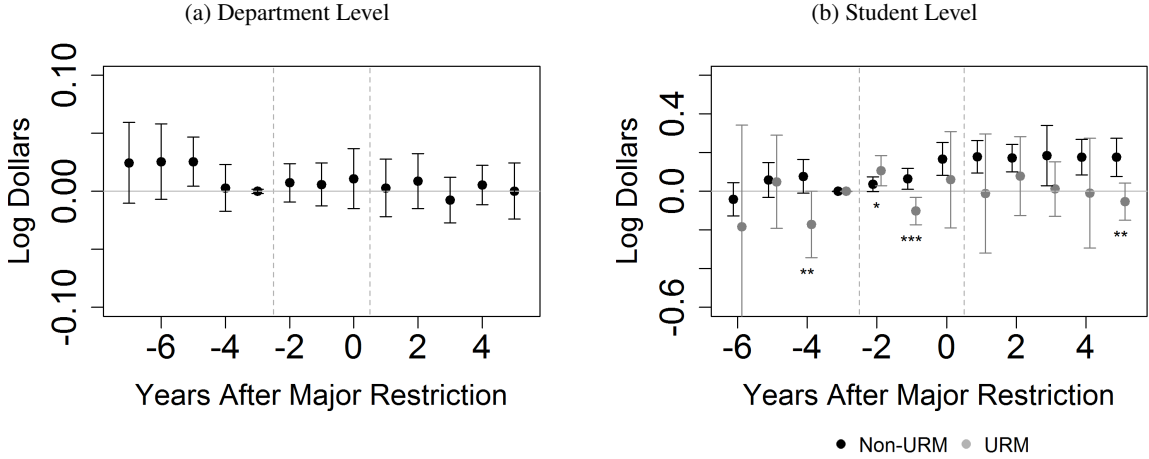 (a) Department Level
(b) Student Level
Log Dollars
0.10
0.00
-0.10
-6 -4 -2 0 2 4
Years After Major Restriction
Log Dollars
0.4
0.0
-0.6
* 
***
**
**
-6 -4 -2 0 2 4
Years After Major Restriction
Non-URM URM